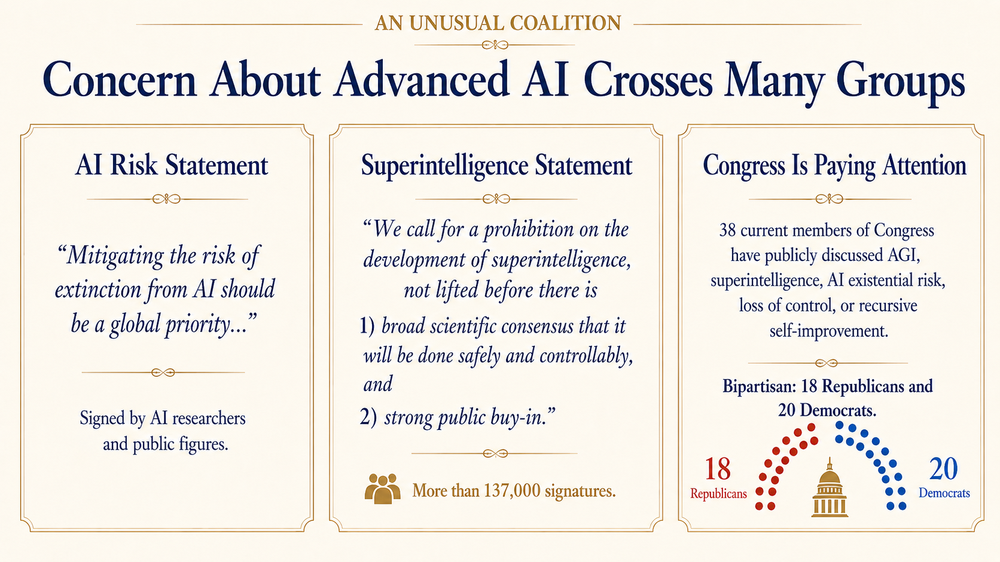 AN UNUSUAL COALITION
Concern About Advanced AI Crosses Many Groups
AI Risk Statement
“Mitigating the risk of
extinction from AI should
be a global priority...”
Signed by AI researchers
and public figures.
Superintelligence Statement
“We call for a prohibition on the
development of superintelligence,
not lifted before there is
1) broad scientific consensus that it
will be done safely and controllably,
and
2) strong public buy-in.”
More than 137,000 signatures.
Congress Is Paying Attention
38 current members of Congress
have publicly discussed AGI,
superintelligence, AI existential risk,
loss of control, or recursive
self-improvement.
Bipartisan: 18 Republicans and
20 Democrats.
18
Republicans
20
Democrats